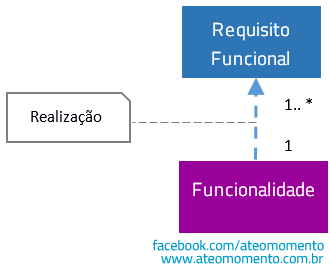 Requisito
Funcional
Realização
1.. *
1
Funcionalidade
facebook.com/ateomomento
www.ateomomento.com.br